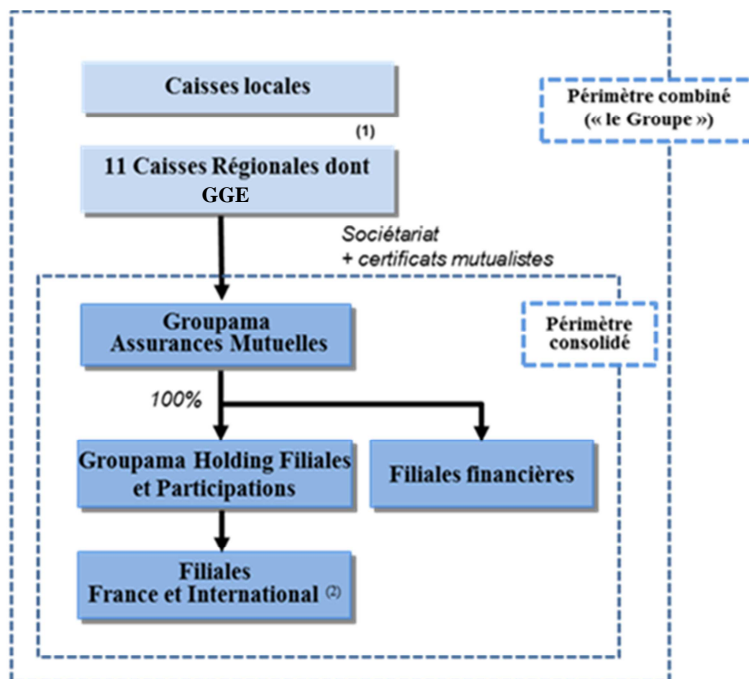 Caisses locales
Périmètre combiné
(« le Groupe »)
(1)
11 Caisses Régionales dont
GGE
Sociétariat
+ certificats mutualistes
Groupama
Assurances Mutuelles
Périmètre
consolidé
100%
Groupama Holding Filiales
et Participations
Filiales financières
Filiales
France et International (2)